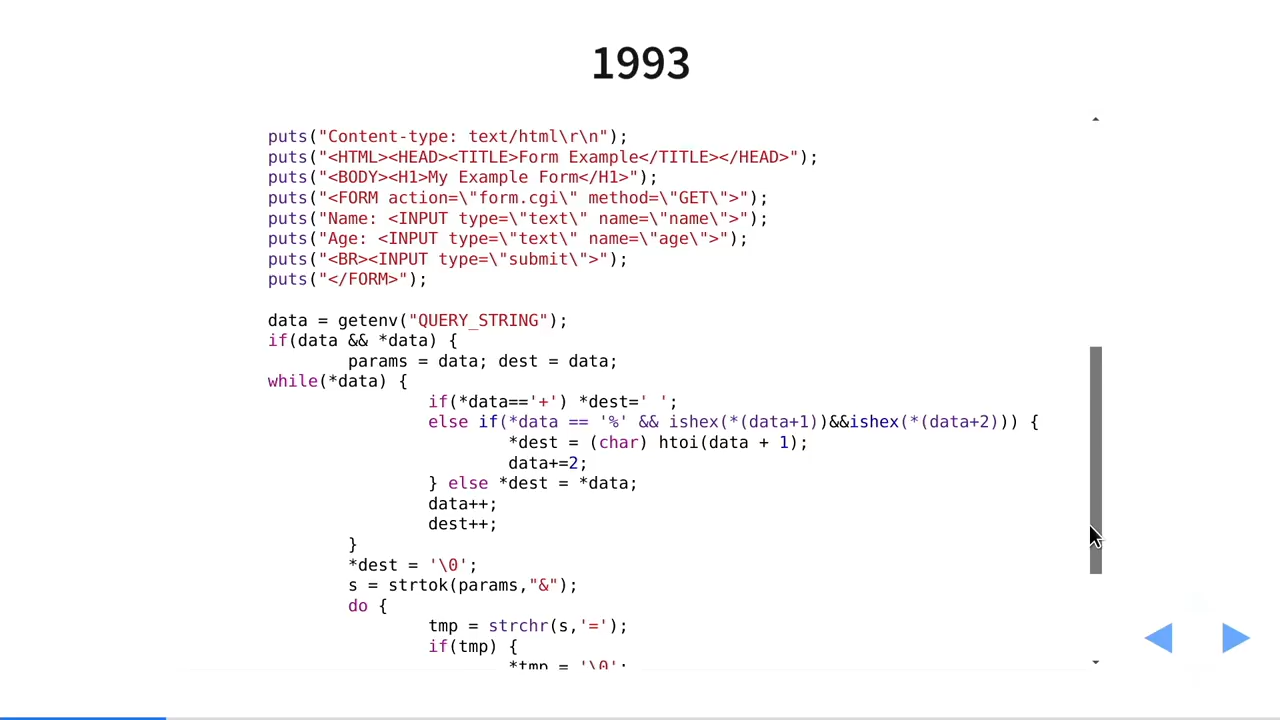 1993
puts("Content-type: text/html\r\n");
puts("<HTML><HEAD><TITLE>Form Example</TITLE></HEAD>");
puts("<BODY><H1>My Example Form</H1>");
puts("<FORM action=\"form.cgi\" method=\"GET\">");
puts("Name: <INPUT type=\"text\" name=\"name\">");
puts("Age: <INPUT type=\"text\" name=\"age\">");
puts("<BR><INPUT type=\"submit\">");
puts("</FORM>");
data = getenv("QUERY_STRING");
if(data && *data) {
params = data; dest = data;
while(*data) {
if(*data=='+') *dest=' ';
else if(*data == '%' && ishex(*(data+1))&&ishex(*(data+2))) {
*dest = (char) htoi(data + 1);
data+=2;
} else *dest = *data;
data++;
dest++;
}
*dest = '\0';
s = strtok(params,"&");
do {
tmp = strchr(s,'=');
if(tmp) {
*tmp = '\0';